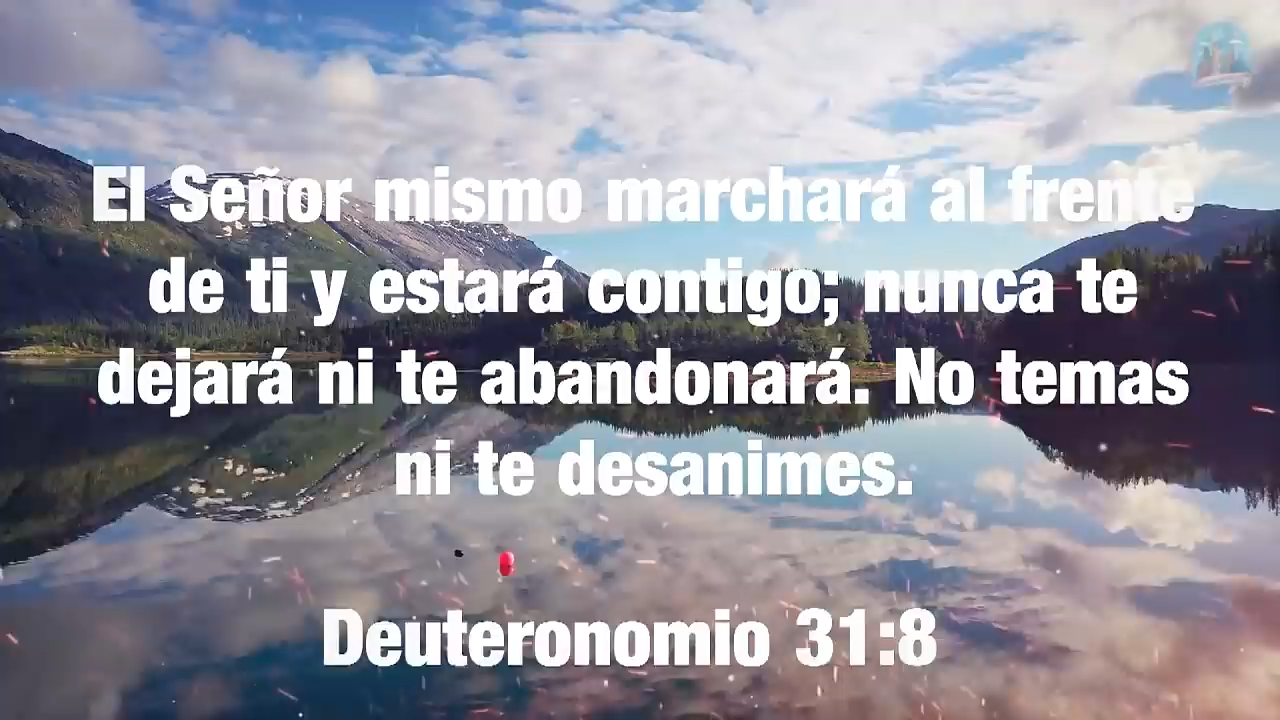 El Señor mismo marchará al frente
de ti y estará contigo; nunca te
dejará ni te abandonará. No temas
ni te desanimes.
Deuteronomio 31:8